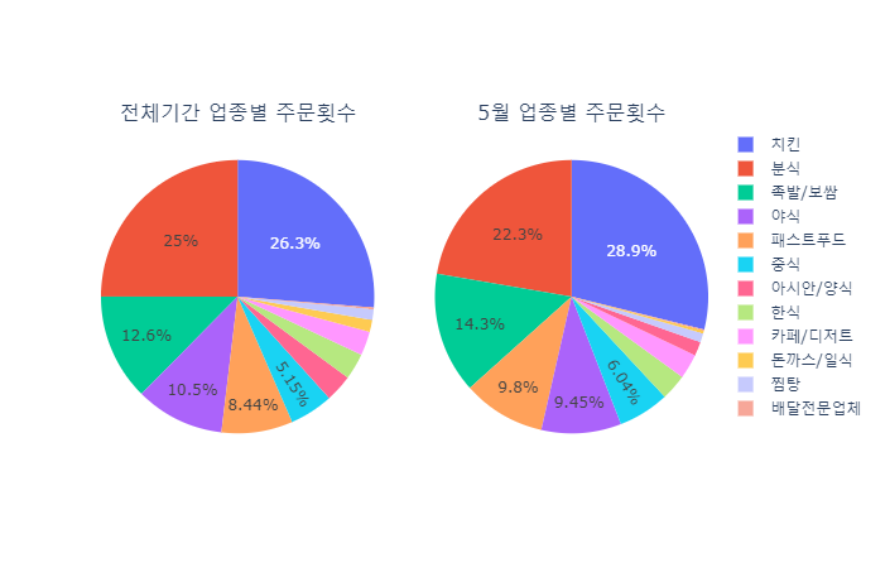 전체기간 업종별 주문횟수
5월 업종별 주문횟수
26.3%
25%
12.6%
10.5%
8.44%
5.15%
28.9%
22.3%
14.3%
9.8%
9.45%
6.04%
치킨
분식
족발/보쌈
야식
패스트푸드
중식
아시안/양식
한식
카페/디저트
돈까스/일식
찜탕
배달전문업체